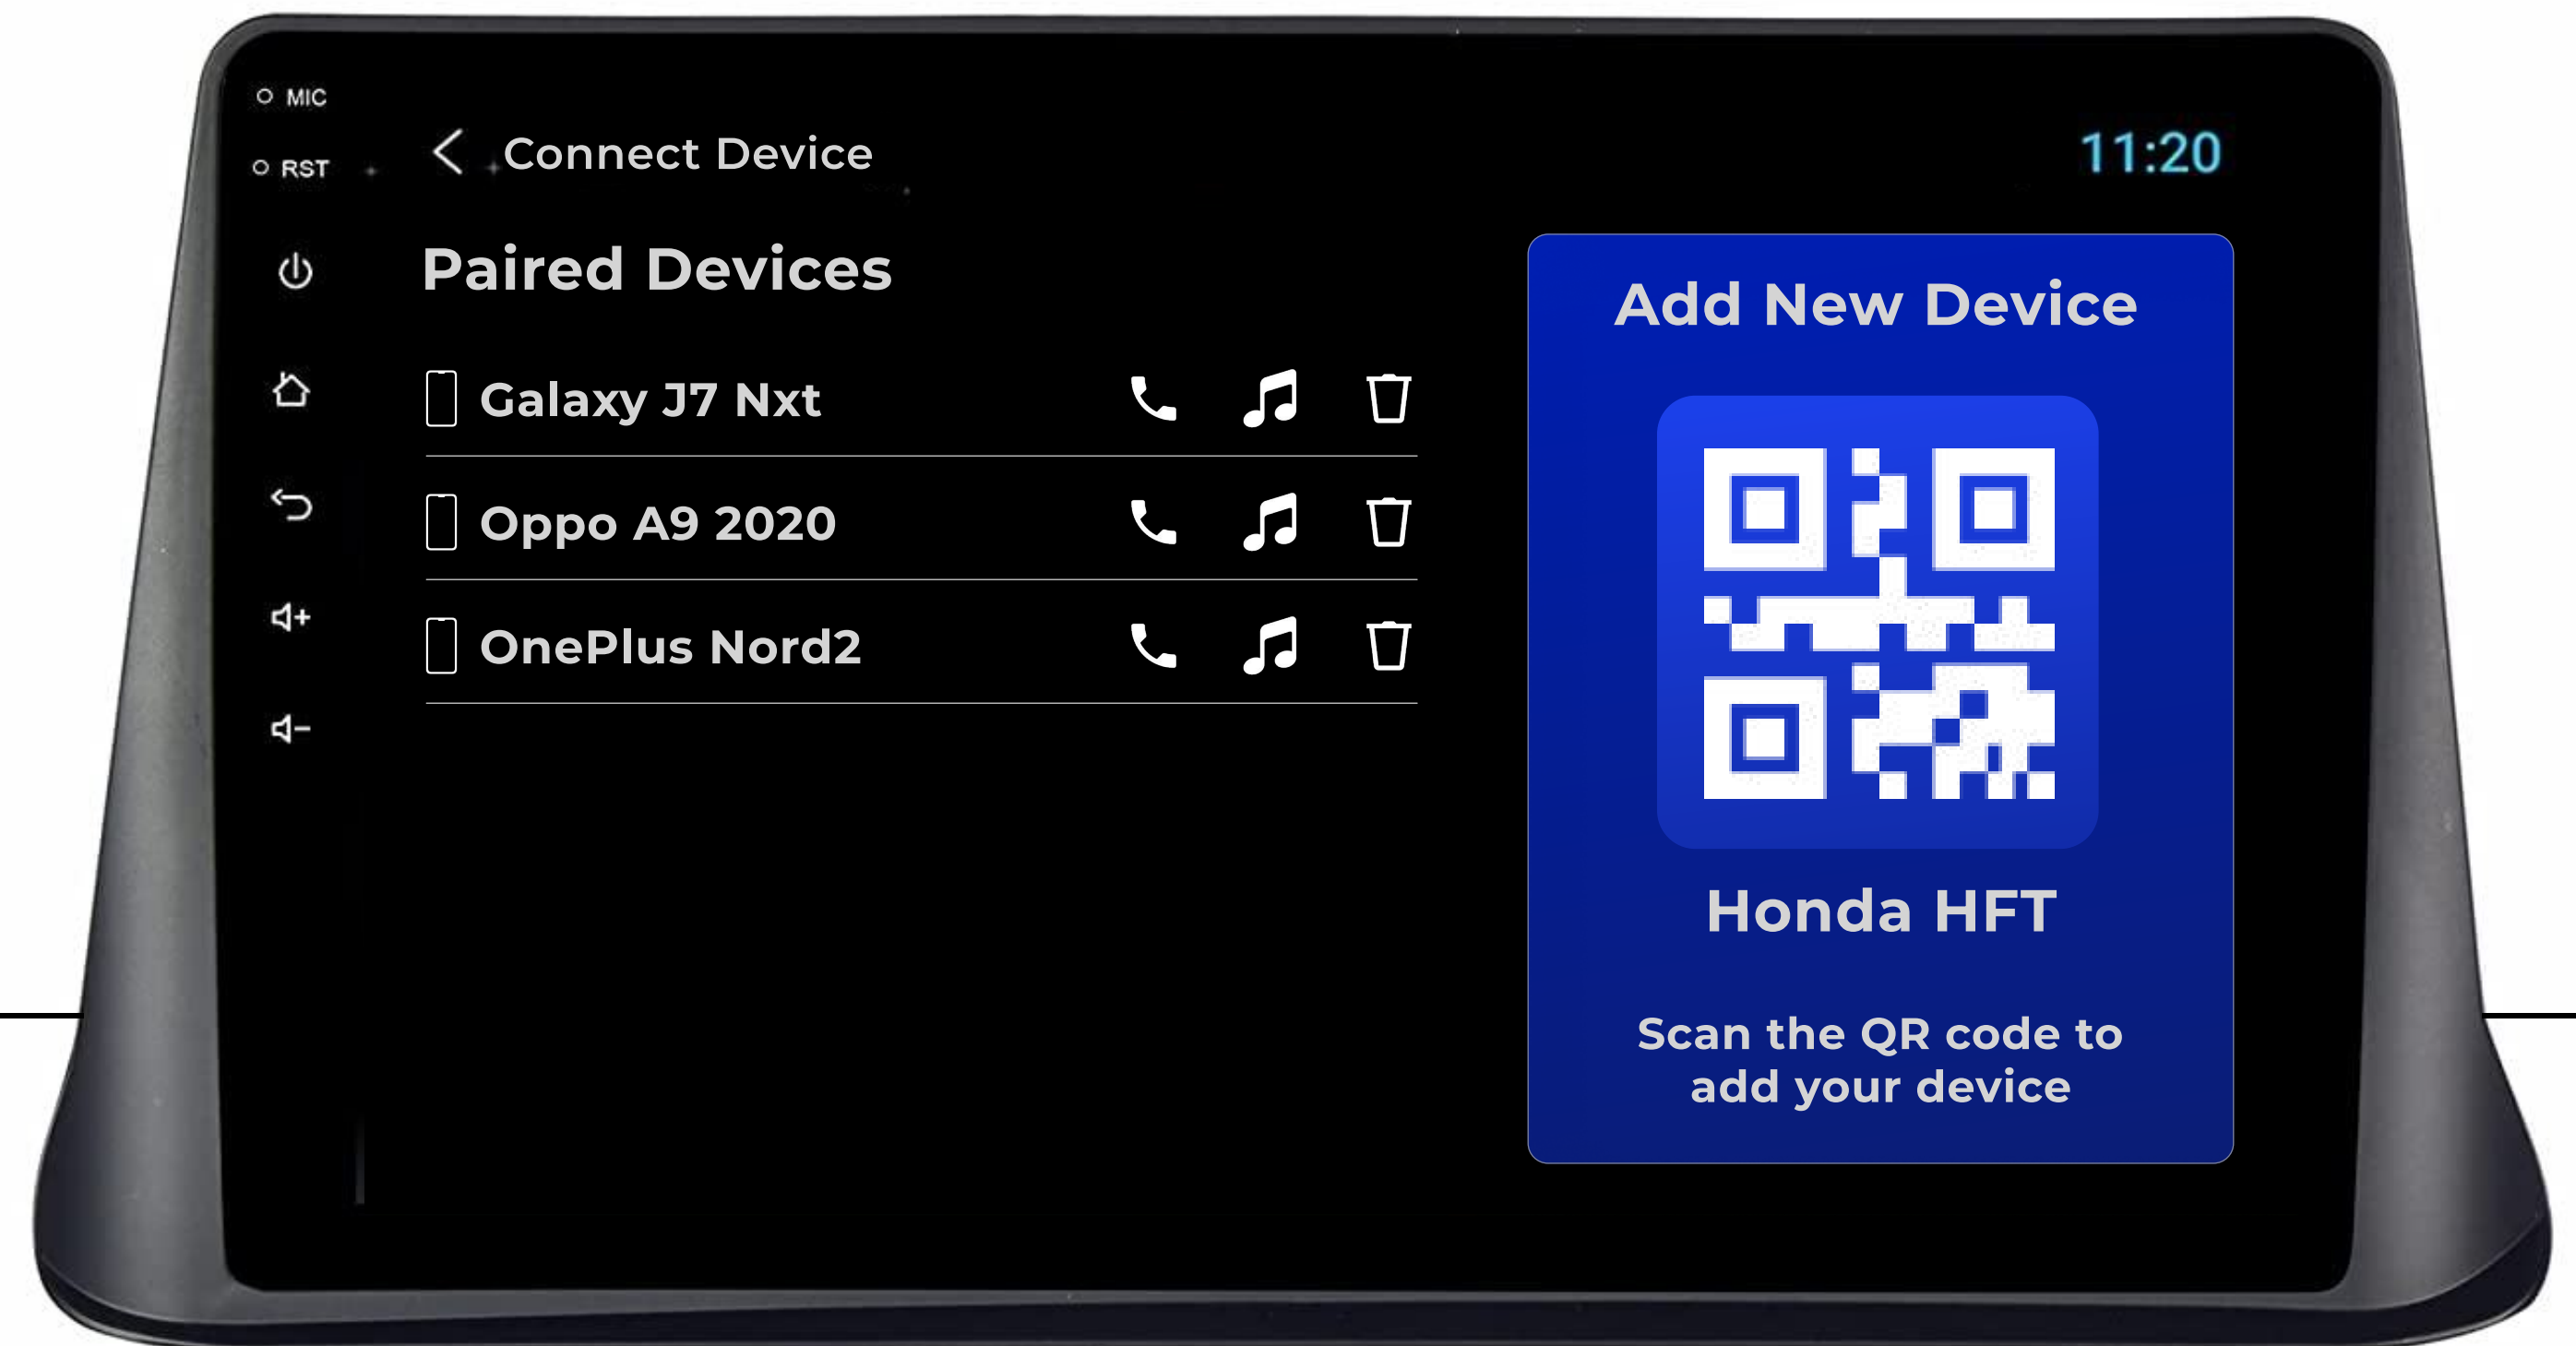 MIC
RST
Connect Device
11:20
Paired Devices
Galaxy J7 Nxt
Oppo A9 2020
OnePlus Nord2
Add New Device
Honda HFT
Scan the QR code to
add your device